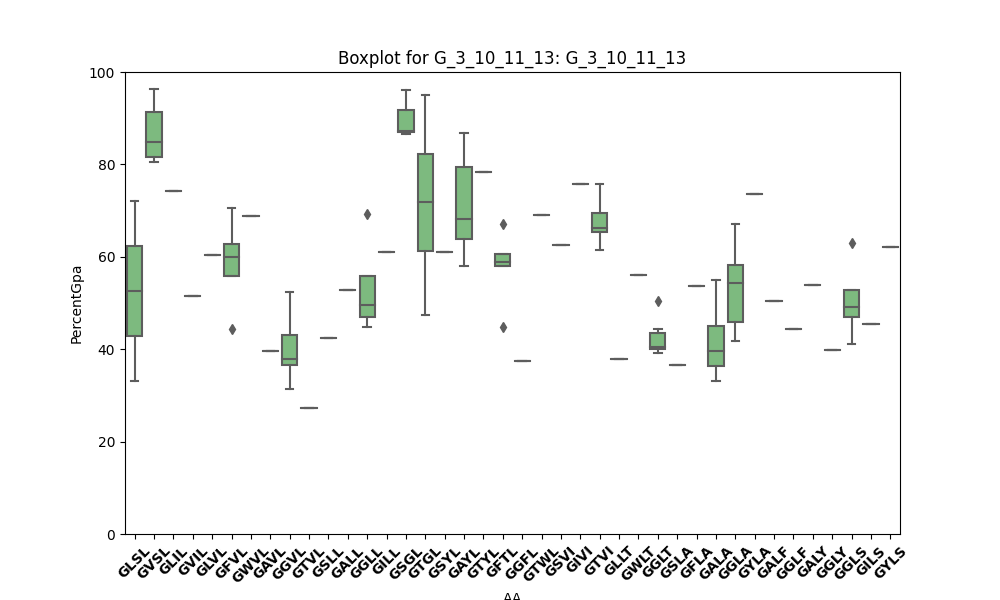 Boxplot for G_3_10_11_13: G_3_10_11_13
100
80
60
40
20
0
PercentGpa
GLSL
GVSL
GLIL
GVIL
GLVL
GFVL
GWVL
GAVL
GGVL
GTVL
GSLL
GALL
GGLL
GILL
GSGL
GTGL
GSYL
GAYL
GTYL
GFTL
GGFL
GTWL
GSVI
GIVI
GTVI
GLLT
GWLT
GGLT
GSLA
GFLA
GALA
GGLA
GYLA
GALF
GGLF
GALY
GGLY
GGLS
GILS
GYLS
AA